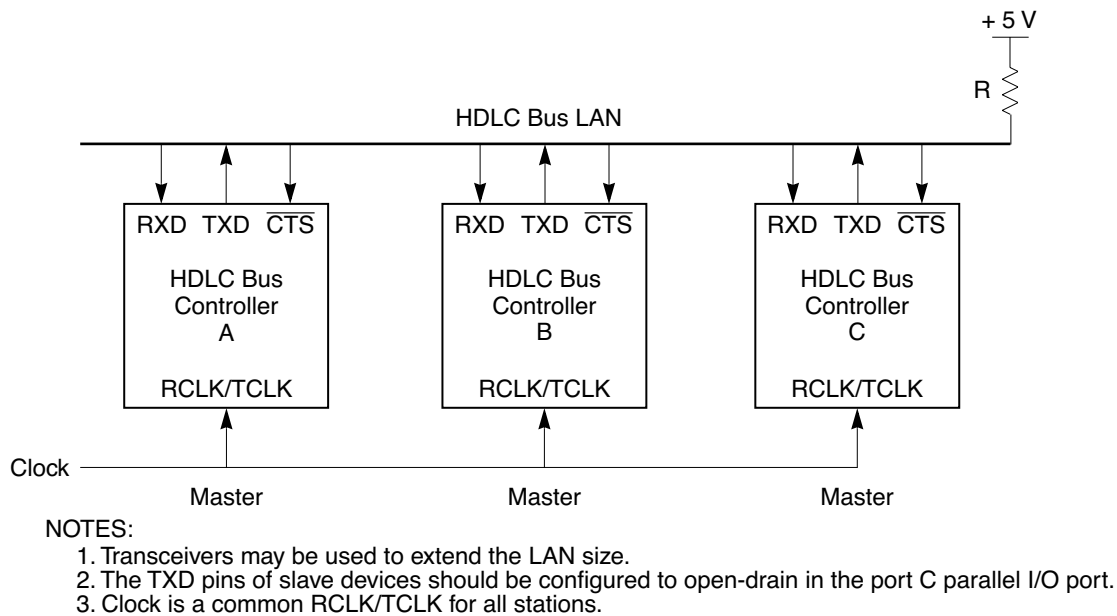 + 5 V
R
HDLC Bus LAN
RXD TXD CTS RXD TXD CTS RXD TXD CTS
HDLC Bus HDLC Bus HDLC Bus
Controller Controller Controller
A B C
RCLK/TCLK RCLK/TCLK RCLK/TCLK
Clock
Master Master Master
NOTES:
1. Transceivers may be used to extend the LAN size.
2. The TXD pins of slave devices should be configured to open-drain in the port C parallel I/O port.
3. Clock is a common RCLK/TCLK for all stations.